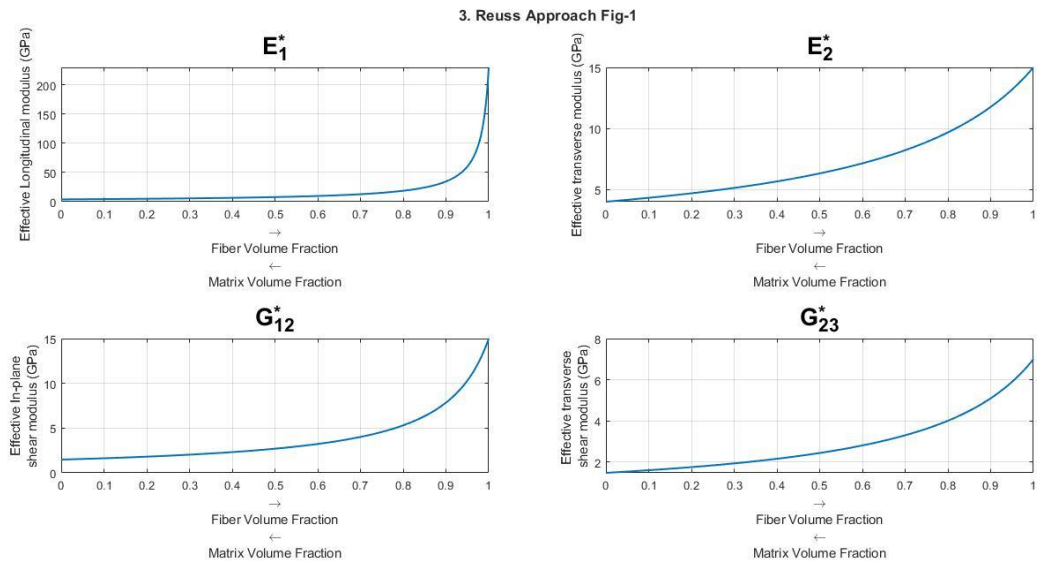 3. Reuss Approach Fig-1
E*1
Effective Longitudinal modulus (GPa)
200
150
100
50
0
0 0.1 0.2 0.3 0.4 0.5 0.6 0.7 0.8 0.9 1
→
Fiber Volume Fraction
←
Matrix Volume Fraction
E*2
Effective transverse modulus (GPa)
15
10
5
0 0.1 0.2 0.3 0.4 0.5 0.6 0.7 0.8 0.9 1
→
Fiber Volume Fraction
←
Matrix Volume Fraction
G*12
Effective In-plane
shear modulus (GPa)
15
10
5
0
0 0.1 0.2 0.3 0.4 0.5 0.6 0.7 0.8 0.9 1
→
Fiber Volume Fraction
←
Matrix Volume Fraction
G*23
Effective transverse
shear modulus (GPa)
8
6
4
2
0 0.1 0.2 0.3 0.4 0.5 0.6 0.7 0.8 0.9 1
→
Fiber Volume Fraction
←
Matrix Volume Fraction